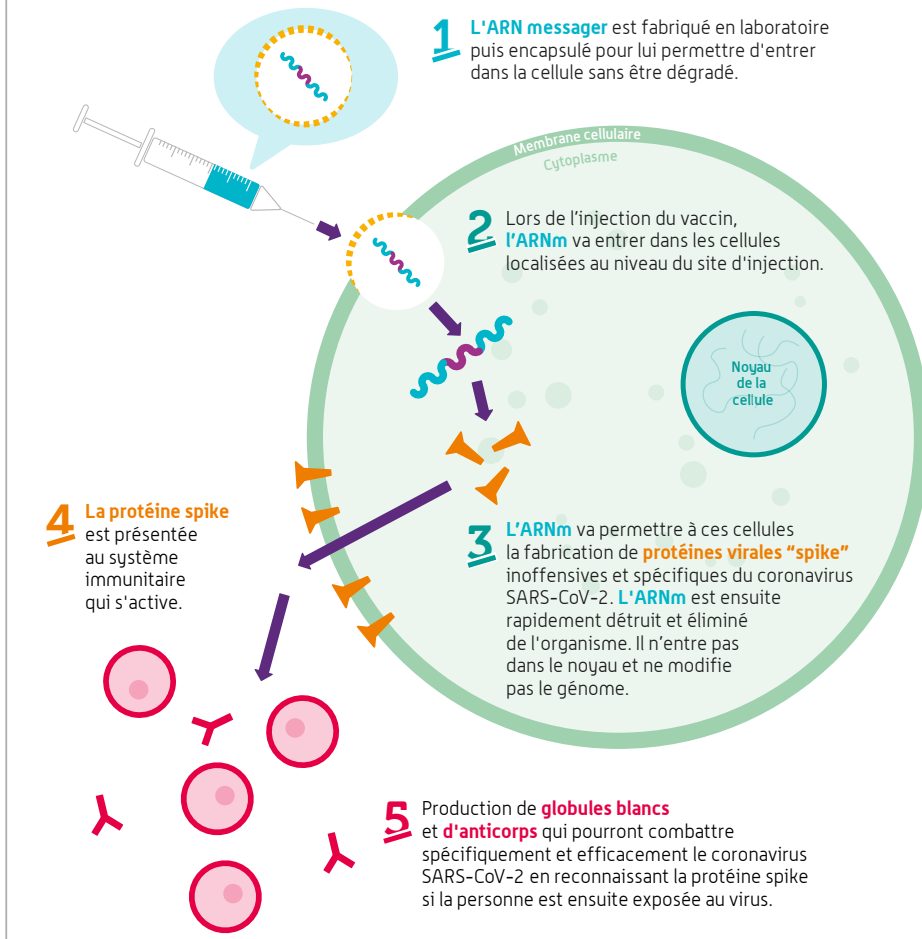 1 L'ARN messager est fabriqué en laboratoire
puis encapsulé pour lui permettre d'entrer
dans la cellule sans être dégradé.
Membrane cellulaire
Cytoplasme
2 Lors de l’injection du vaccin,
l’ARNm va entrer dans les cellules
localisées au niveau du site d'injection.
Noyau
de la
cellule
3 L’ARNm va permettre à ces cellules
la fabrication de protéines virales “spike”
inoffensives et spécifiques du coronavirus
SARS-CoV-2. L'ARNm est ensuite
rapidement détruit et éliminé
de l'organisme. Il n’entre pas
dans le noyau et ne modifie
pas le génome.
4 La protéine spike
est présentée
au système
immunitaire
qui s'active.
5 Production de globules blancs
et d'anticorps qui pourront combattre
spécifiquement et efficacement le coronavirus
SARS-CoV-2 en reconnaissant la protéine spike
si la personne est ensuite exposée au virus.